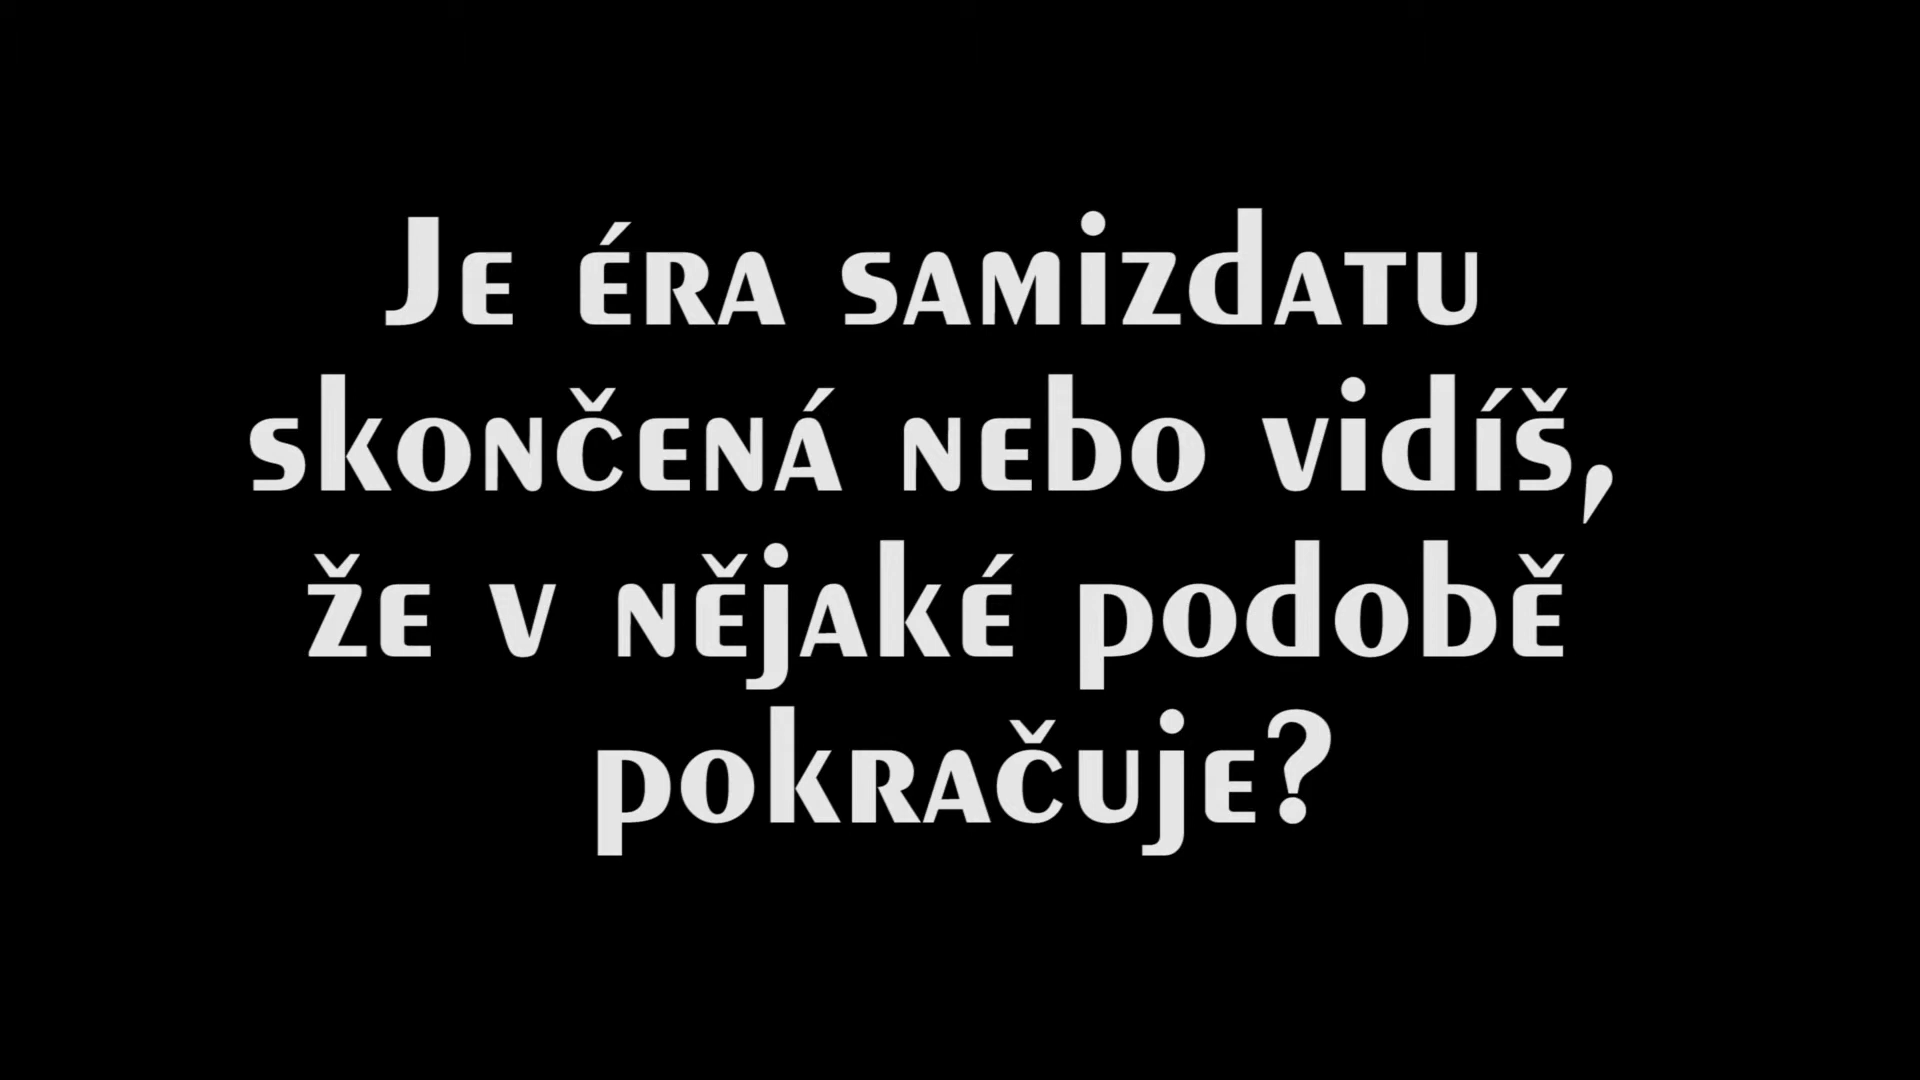 Je éra samizdatu
skončená nebo vidíš,
že v nějaké podobě
pokračuje?